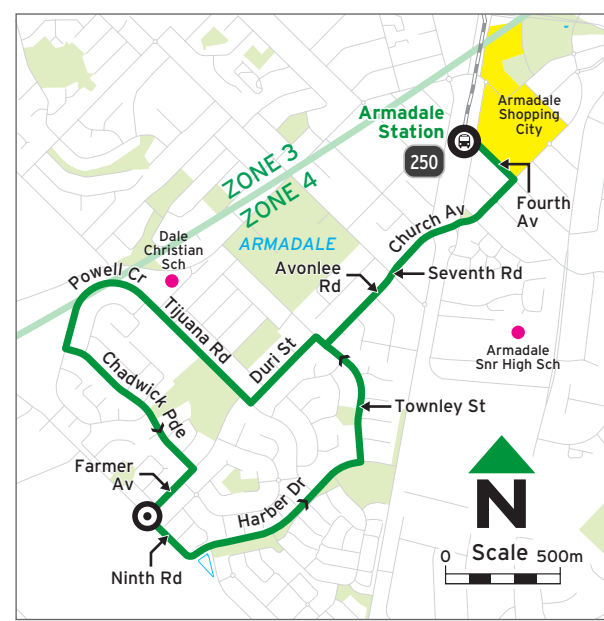 Armadale
Shopping
City
Armadale
Station
250
ZONE 3
ZONE 4
Fourth
Av
Dale
Christian
Sch
ARMADALE
Church Av
Avonlee
Rd
Seventh Rd
Powell Cr
Tijuana Rd
Duri St
Armadale
Snr High Sch
Chadwick Pde
Townley St
Farmer
Av
Harber Dr
N
Ninth Rd
0 Scale 500m